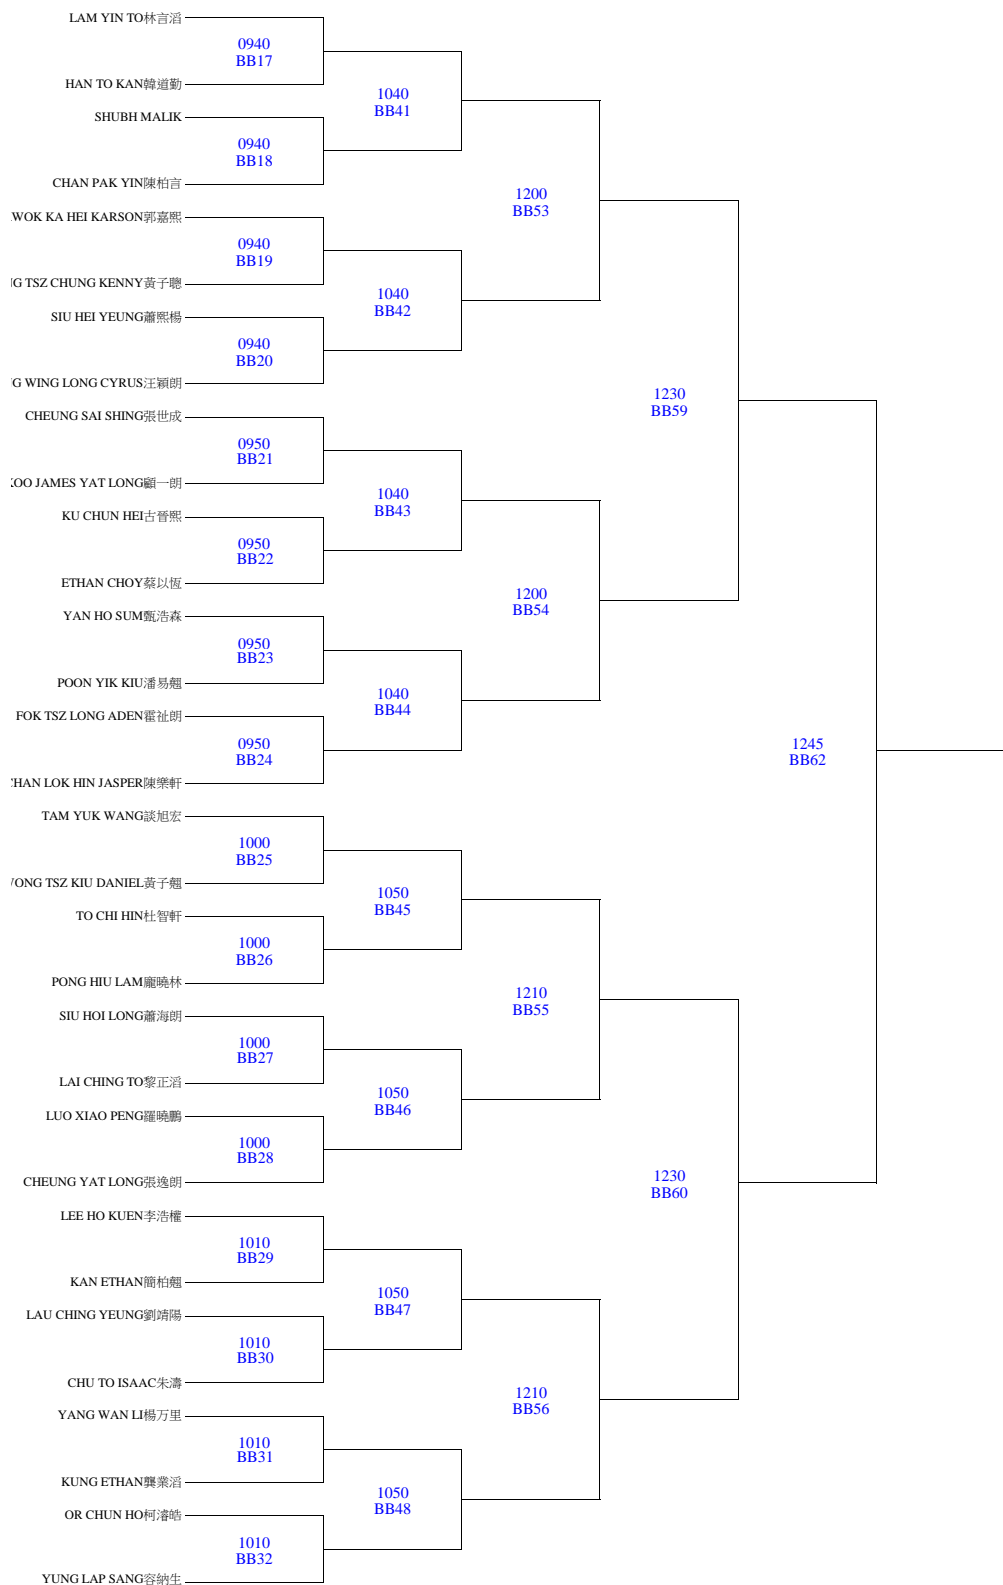 LAM YIN TO林言滔
0940
BB17
HAN TO KAN韓道勤
1040
BB41
SHUBH MALIK
0940
BB18
CHAN PAK YIN陳柏言
1200
BB53
KA HEI KARSON郭嘉熙
0940
BB19
TSZ CHUNG KENNY黃子聰
1040
BB42
SIU HEI YEUNG蕭熙楊
0940
BB20
WING LONG CYRUS汪穎朗
1230
BB59
CHEUNG SAI SHING張世成
0950
BB21
JAMES YAT LONG顧一朗
1040
BB43
KU CHUN HEI古晉熙
0950
BB22
ETHAN CHOY蔡以恆
1200
BB54
YAN HO SUM甄浩森
0950
BB23
POON YIK KIU潘易翹
1040
BB44
FOK TSZ LONG ADEN霍祉朗
0950
BB24
LOK HIN JASPER陳樂軒
1245
BB62
TAM YUK WANG談旭宏
1000
BB25
TSZ KIU DANIEL黃子翹
1050
BB45
TO CHI HIN杜智軒
1000
BB26
PONG HIU LAM龐曉林
1210
BB55
SIU HOI LONG蕭海朗
1000
BB27
LAI CHING TO黎正滔
1050
BB46
LUO XIAO PENG羅曉鵬
1000
BB28
CHEUNG YAT LONG張逸朗
1230
BB60
LEE HO KUEN李浩權
1010
BB29
KAN ETHAN簡柏翹
1050
BB47
LAU CHING YEUNG劉靖陽
1010
BB30
CHU TO ISAAC朱濤
1210
BB56
YANG WAN LI楊万里
1010
BB31
KUNG ETHAN龔業滔
1050
BB48
OR CHUN HO柯濬皓
1010
BB32
YUNG LAP SANG容納生